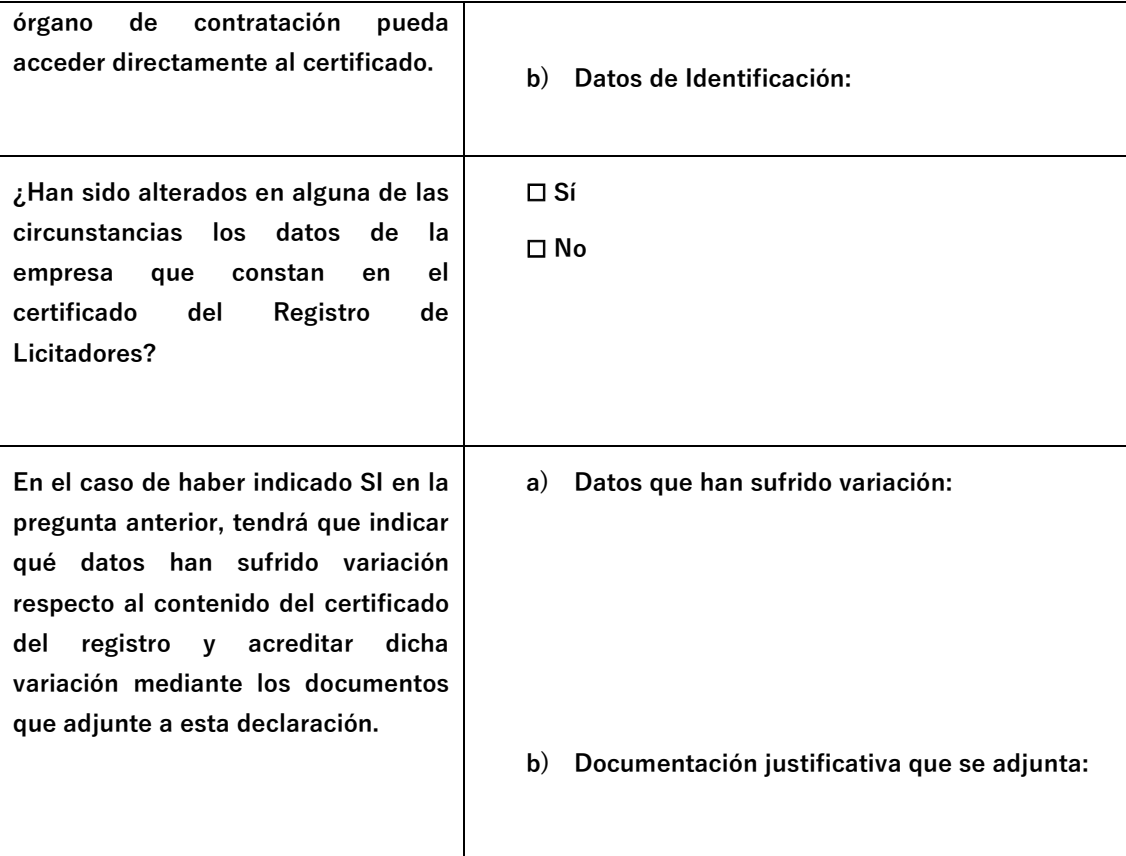 órgano de contratación pueda
acceder directamente al certificado.
b) Datos de Identificación:
¿Han sido alterados en alguna de las
circunstancias los datos de la
empresa que constan en el
certificado del Registro de
Licitadores?
☐ Sí
☐ No
En el caso de haber indicado SI en la
pregunta anterior, tendrá que indicar
qué datos han sufrido variación
respecto al contenido del certificado
del registro y acreditar dicha
variación mediante los documentos
que adjunte a esta declaración.
a) Datos que han sufrido variación:
b) Documentación justificativa que se adjunta: